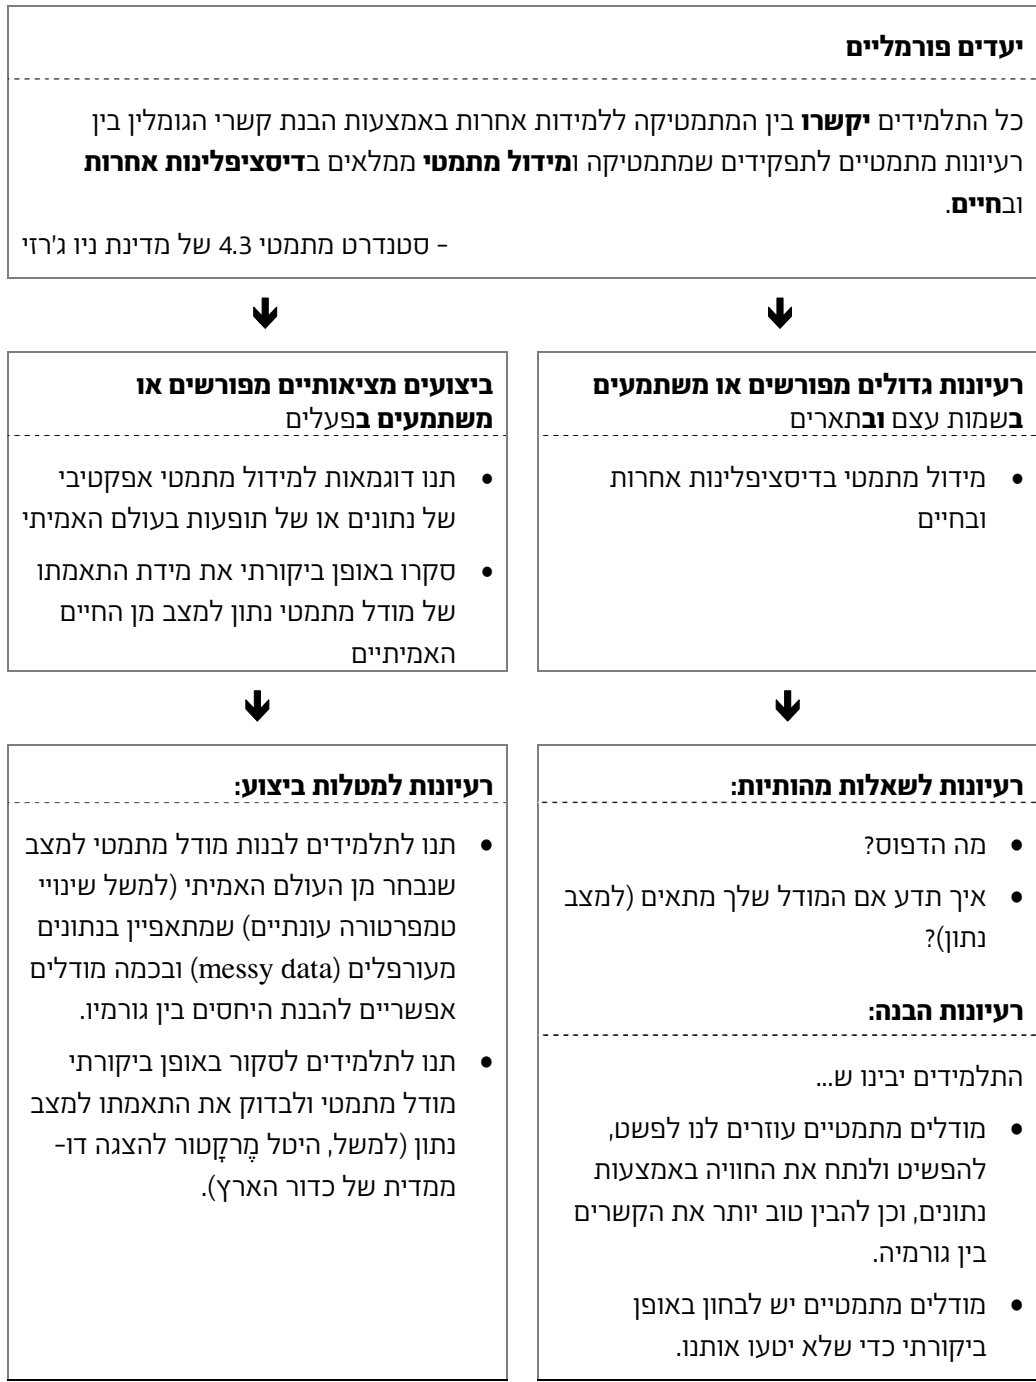 יעדים פורמליים
כל התלמידים יקשרו בין המתמטיקה ללמידות אחרות באמצעות הבנת קשרי הגומלין בין
רעיונות מתמטיים לתפקידים שמתמטיקה ומידול מתמטי ממלאים בדיסציפלינות אחרות
ובחיים.
- סטנדרט מתמטי 4.3 של מדינת ניו ג'רזי
רעיונות גדולים מפורשים או משתמעים
בשמות עצם ובתארים
• מידול מתמטי בדיסציפלינות אחרות
ובחיים
ביצועים מציאותיים מפורשים או
משתמעים בפעלים
• תנו דוגמאות למידול מתמטי אפקטיבי
של נתונים או של תופעות בעולם האמיתי
• סקרו באופן ביקורתי את מידת התאמתו
של מודל מתמטי נתון למצב מן החיים
האמיתיים
רעיונות לשאלות מהותיות:
• מה הדפוס?
• איך תדע אם המודל שלך מתאים (למצב
נתון)?
רעיונות הבנה:
התלמידים יבינו ש...
• מודלים מתמטיים עוזרים לנו לפשט,
להפשיט ולנתח את החוויה באמצעות
נתונים, וכן להבין טוב יותר את הקשרים
בין גורמיה.
• מודלים מתמטיים יש לבחון באופן
ביקורתי כדי שלא יטעו אותנו.
רעיונות למטלות ביצוע:
• תנו לתלמידים לבנות מודל מתמטי למצב
שנבחר מן העולם האמיתי (למשל שינויי
טמפרטורה עונתיים) שמתאפיין בנתונים
מעורפלים (messy data) ובכמה מודלים
אפשריים להבנת היחסים בין גורמיו.
• תנו לתלמידים לסקור באופן ביקורתי
מודל מתמטי ולבדוק את התאמתו למצב
נתון (למשל, היטל מֶרקָטור להצגה דו-
ממדית של כדור הארץ).